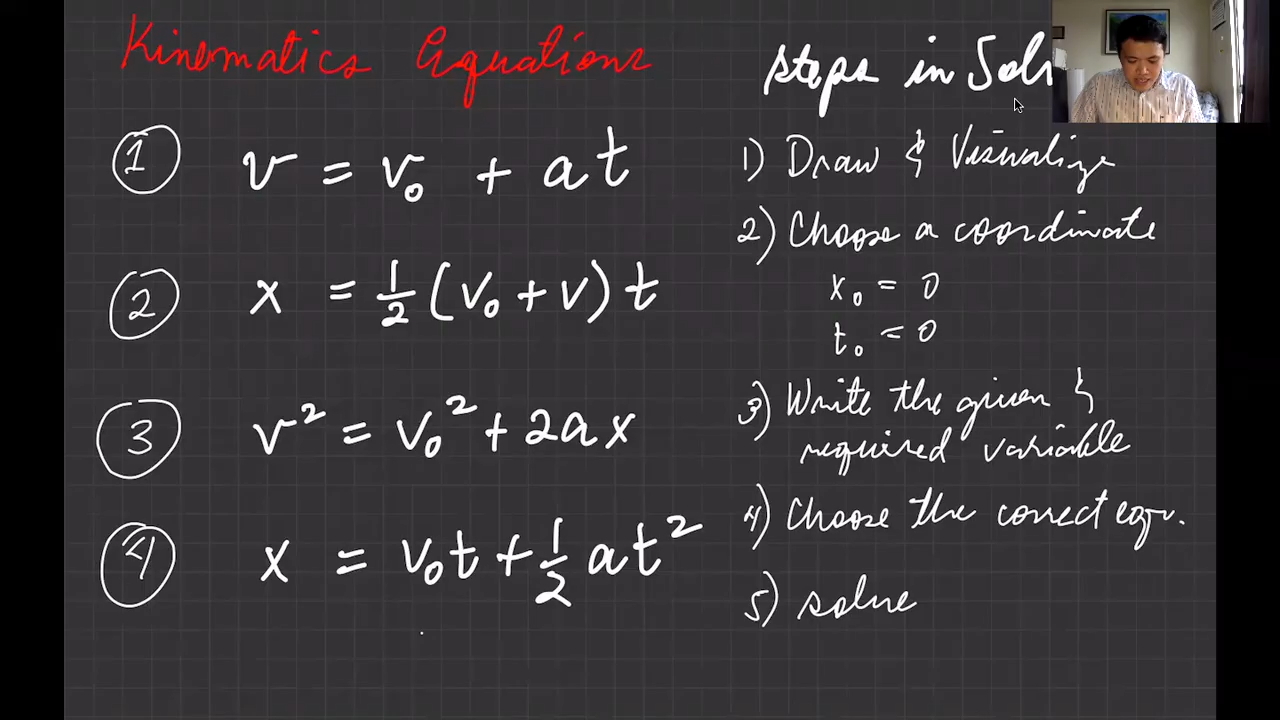 Kinematics Equations
① v = v₀ + at
② x = 1/2 (v₀ + v) t
③ v² = v₀² + 2ax
④ x = v₀t + 1/2 at²
steps in
1) Draw & Visualize
2) Choose a coordinate
x₀ = 0
t₀ = 0
3) Write the given &
required variable
4) Choose the correct eqn.
5) solve